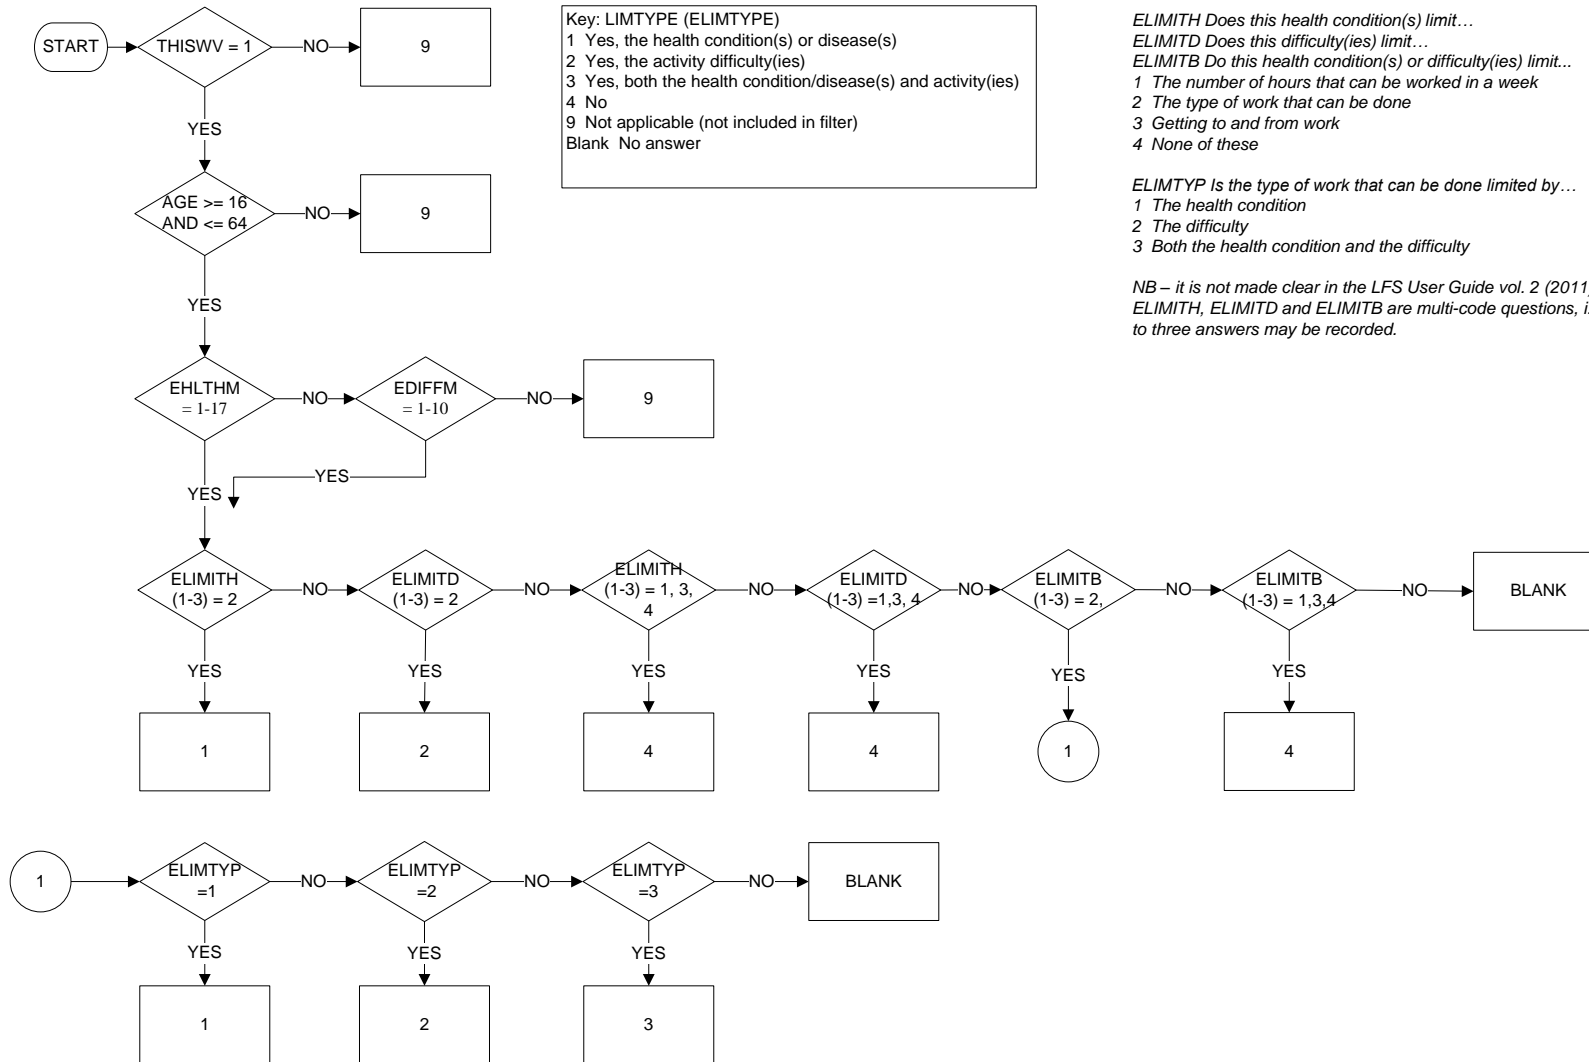 START
THISWV = 1
NO
9
Key: LIMTYPE (ELIMTYPE)
1 Yes, the health condition(s) or disease(s)
2 Yes, the activity difficulty(ies)
3 Yes, both the health condition/disease(s) and activity(ies)
4 No
9 Not applicable (not included in filter)
Blank No answer
ELIMITH Does this health condition(s) limit…
ELIMITD Does this difficulty(ies) limit…
ELIMITB Do this health condition(s) or difficulty(ies) limit...
1 The number of hours that can be worked in a week
2 The type of work that can be done
3 Getting to and from work
4 None of these
ELIMTYP Is the type of work that can be done limited by…
1 The health condition
2 The difficulty
3 Both the health condition and the difficulty
NB – it is not made clear in the LFS User Guide vol. 2 (2011
ELIMITH, ELIMITD and ELIMITB are multi-code questions, i
to three answers may be recorded.
YES
AGE >= 16
AND <= 64
NO
9
YES
EHLTHM
= 1-17
NO
EDIFFM
= 1-10
NO
9
YES
YES
ELIMITH
(1-3) = 2
NO
ELIMITD
(1-3) = 2
NO
ELIMITH
(1-3) = 1, 3,
4
NO
ELIMITD
(1-3) =1,3, 4
NO
ELIMITB
(1-3) = 2,
NO
ELIMITB
(1-3) = 1,3,4
NO
BLANK
YES
YES
YES
YES
YES
YES
1
2
4
4
1
4
1
ELIMTYP
=1
NO
ELIMTYP
=2
NO
ELIMTYP
=3
NO
BLANK
YES
YES
YES
1
2
3